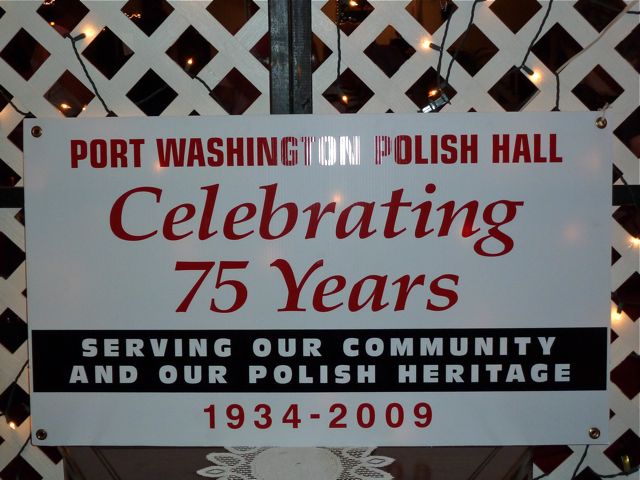 PORT WASHINGTON POLISH HALL
Celebrating
75 Years
SERVING OUR COMMUNITY
AND OUR POLISH HERITAGE
1934-2009